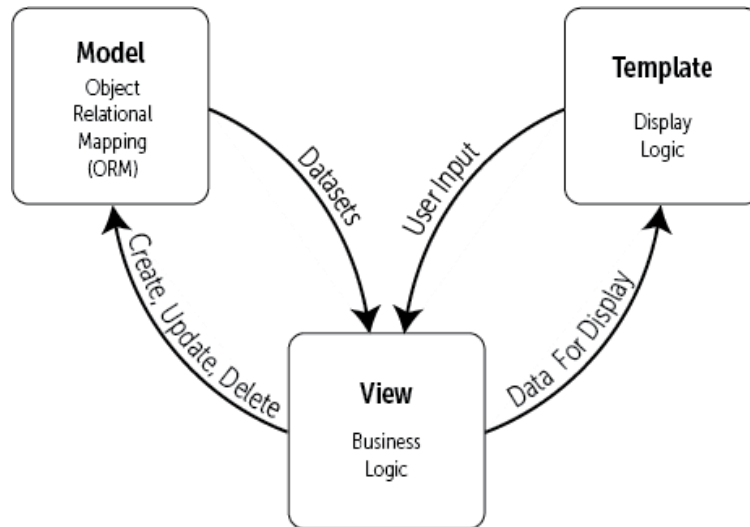 Model
Object
Relational
Mapping
(ORM)
Template
Display
Logic
Datasets
User Input
Create, Update, Delete
Data For Display
View
Business
Logic